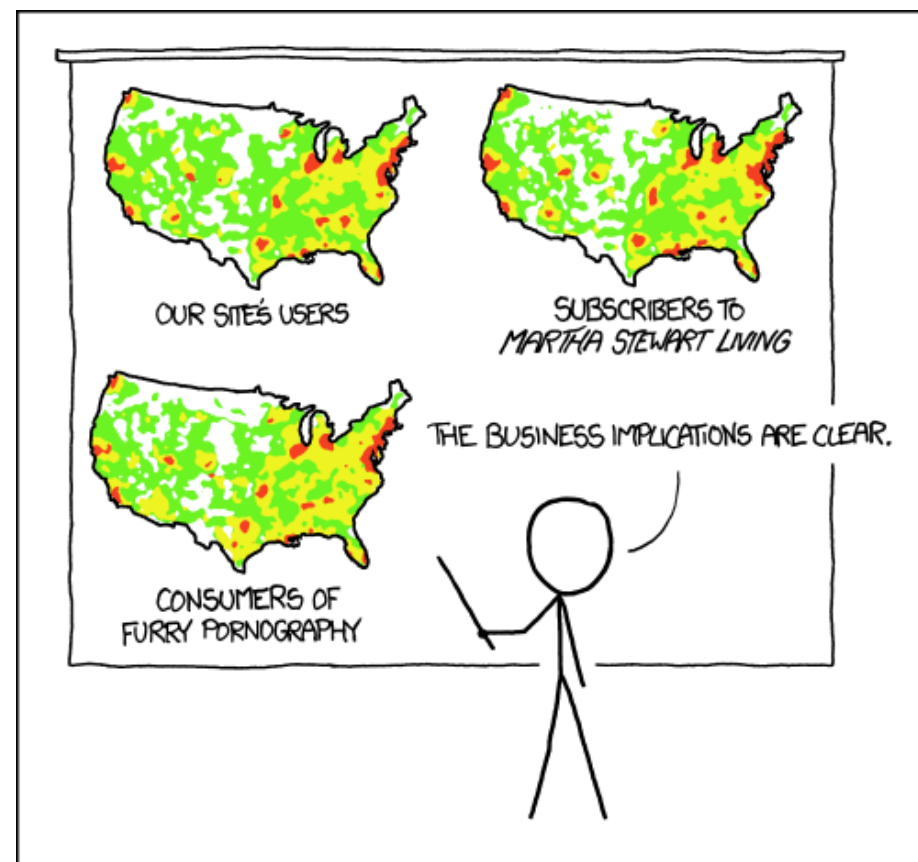 OUR SITE'S USERS
SUBSCRIBERS TO
MARTHA STEWART LIVING
THE BUSINESS IMPLICATIONS ARE CLEAR.
CONSUMERS OF
FURRY PORNOGRAPHY